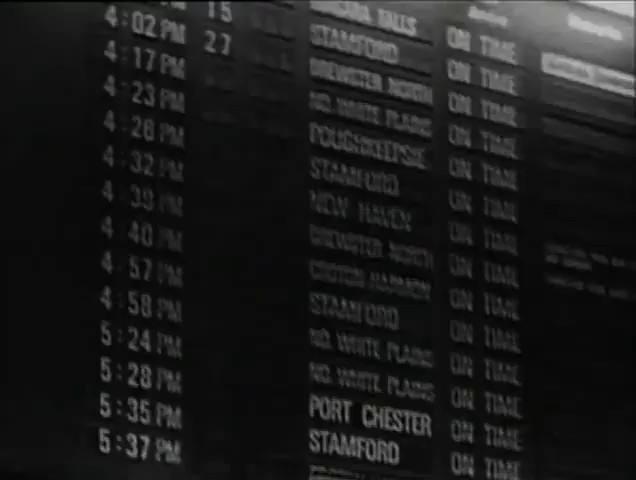 15 NIAGARA FALLS
4:02 PM 27 STAMFORD ON TIME
4:17 PM BREWSTER NORTH ON TIME
4:23 PM NO. WHITE PLAINS ON TIME
4:28 PM POUGHKEEPSIE ON TIME
4:32 PM STAMFORD ON TIME
4:39 PM NEW HAVEN ON TIME
4:40 PM BREWSTER NORTH ON TIME
4:57 PM CROTON-HARMON ON TIME
4:58 PM STAMFORD ON TIME
5:24 PM NO. WHITE PLAINS ON TIME
5:28 PM NO. WHITE PLAINS ON TIME
5:35 PM PORT CHESTER ON TIME
5:37 PM STAMFORD ON TIME